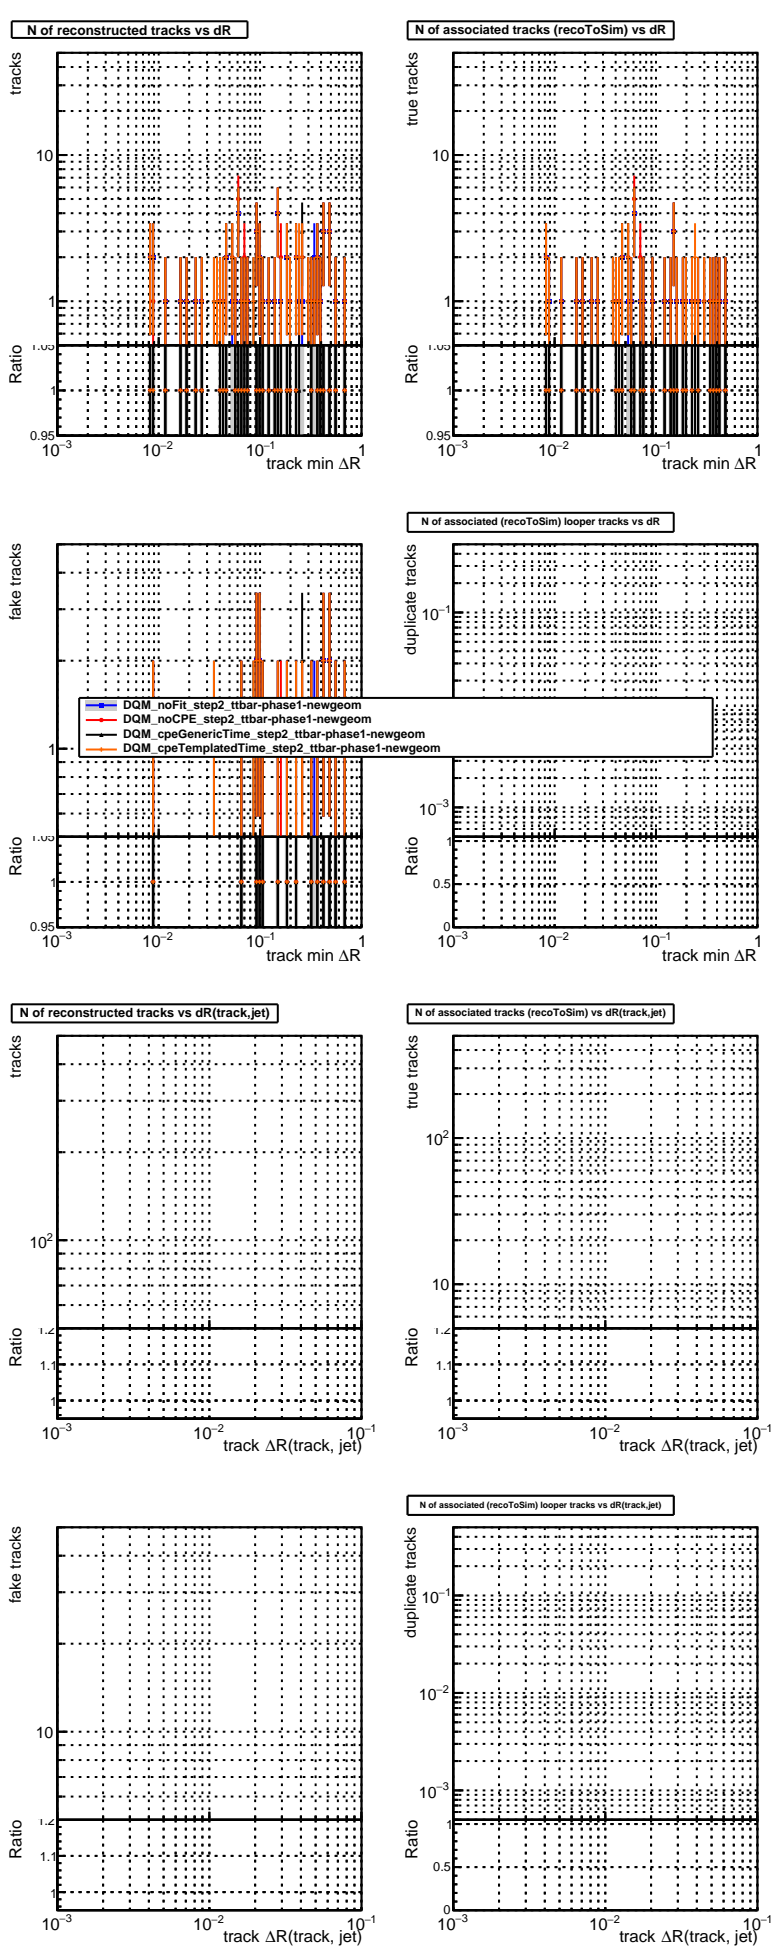 N of reconstructed tracks vs dR
tracks
10
1
1.05
Ratio
1
0.95
10⁻³ 10⁻² 10⁻¹ 1
track min ΔR
N of associated tracks (recoToSim) vs dR
true tracks
10
1
1.05
Ratio
1
0.95
10⁻³ 10⁻² 10⁻¹ 1
track min ΔR
fake tracks
1
1.05
Ratio
1
0.95
10⁻³ 10⁻² 10⁻¹ 1
track min ΔR
N of associated (recoToSim) looper tracks vs dR
duplicate tracks
10⁻¹
10⁻³
Ratio
1
0.5
0
10⁻³ 10⁻² 10⁻¹ 1
track min ΔR
DQM_noFit_step2_ttbar-phase1-newgeom
DQM_noCPE_step2_ttbar-phase1-newgeom
DQM_cpeGenericTime_step2_ttbar-phase1-newgeom
DQM_cpeTemplatedTime_step2_ttbar-phase1-newgeom
N of reconstructed tracks vs dR(track,jet)
tracks
10²
1.2
Ratio
1.1
1
10⁻³ 10⁻² 10⁻¹
track ΔR(track, jet)
N of associated tracks (recoToSim) vs dR(track,jet)
true tracks
10²
10
1.2
Ratio
1.1
1
10⁻³ 10⁻² 10⁻¹
track ΔR(track, jet)
fake tracks
10
1.2
Ratio
1.1
1
10⁻³ 10⁻² 10⁻¹
track ΔR(track, jet)
N of associated (recoToSim) looper tracks vs dR(track,jet)
duplicate tracks
10⁻¹
10⁻²
10⁻³
Ratio
1
0.5
0
10⁻³ 10⁻² 10⁻¹
track ΔR(track, jet)